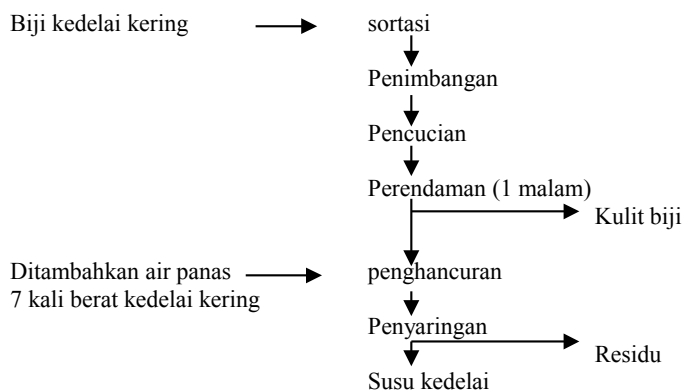 Biji kedelai kering
sortasi
Penimbangan
Pencucian
Perendaman (1 malam)
Kulit biji
Ditambahkan air panas
7 kali berat kedelai kering
penghancuran
Penyaringan
Residu
Susu kedelai